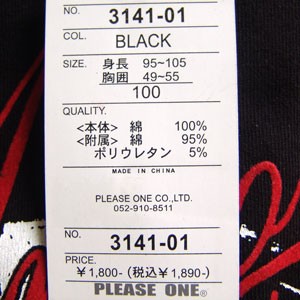 NO. 3141-01
COL. BLACK
SIZE. 身長 95~105
胸囲 49~55
100
QUALITY.
<本体> 綿 100%
<附属> 綿 95%
ポリウレタン 5%
MADE IN CHINA
PLEASE ONE CO.,LTD.
052-910-8511
NO. 3141-01
PRICE.
¥1,800- (税込¥1,890-)
PLEASE ONE®